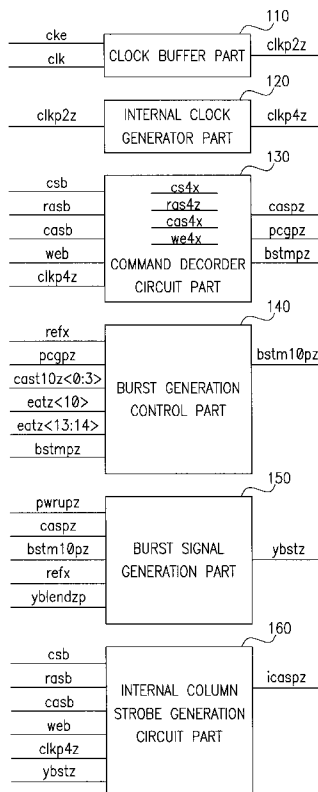 110
cke
clk
CLOCK BUFFER PART
clkp2z
120
clkp2z
INTERNAL CLOCK
GENERATOR PART
clkp4z
130
csb
rasb
casb
web
clkp4z
cs4x
ras4z
cas4x
we4x
COMMAND DECORDER
CIRCUIT PART
caspz
pcgpz
bstmpz
140
refx
pcgpz
cast10z<0:3>
eatz<10>
eatz<13:14>
bstmpz
BURST GENERATION
CONTROL PART
bstm10pz
150
pwrupz
caspz
bstm10pz
refx
yblendzp
BURST SIGNAL
GENERATION PART
ybstz
160
csb
rasb
casb
web
clkp4z
ybstz
INTERNAL COLUMN
STROBE GENERATION
CIRCUIT PART
icaspz